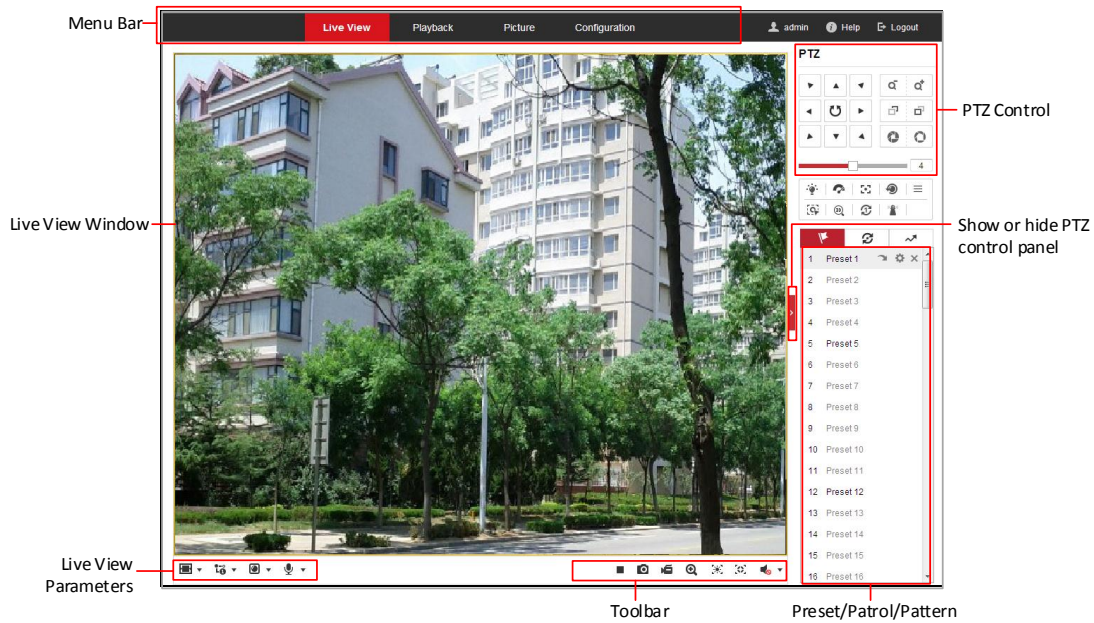 Menu Bar
Live View Playback Picture Configuration admin Help Logout
PTZ
PTZ Control
4
Live View Window
Show or hide PTZ
control panel
1 Preset 1
2 Preset 2
3 Preset 3
4 Preset 4
5 Preset 5
6 Preset 6
7 Preset 7
8 Preset 8
9 Preset 9
10 Preset 10
11 Preset 11
12 Preset 12
13 Preset 13
14 Preset 14
15 Preset 15
16 Preset 16
Live View
Parameters
Toolbar
Preset/Patrol/Pattern